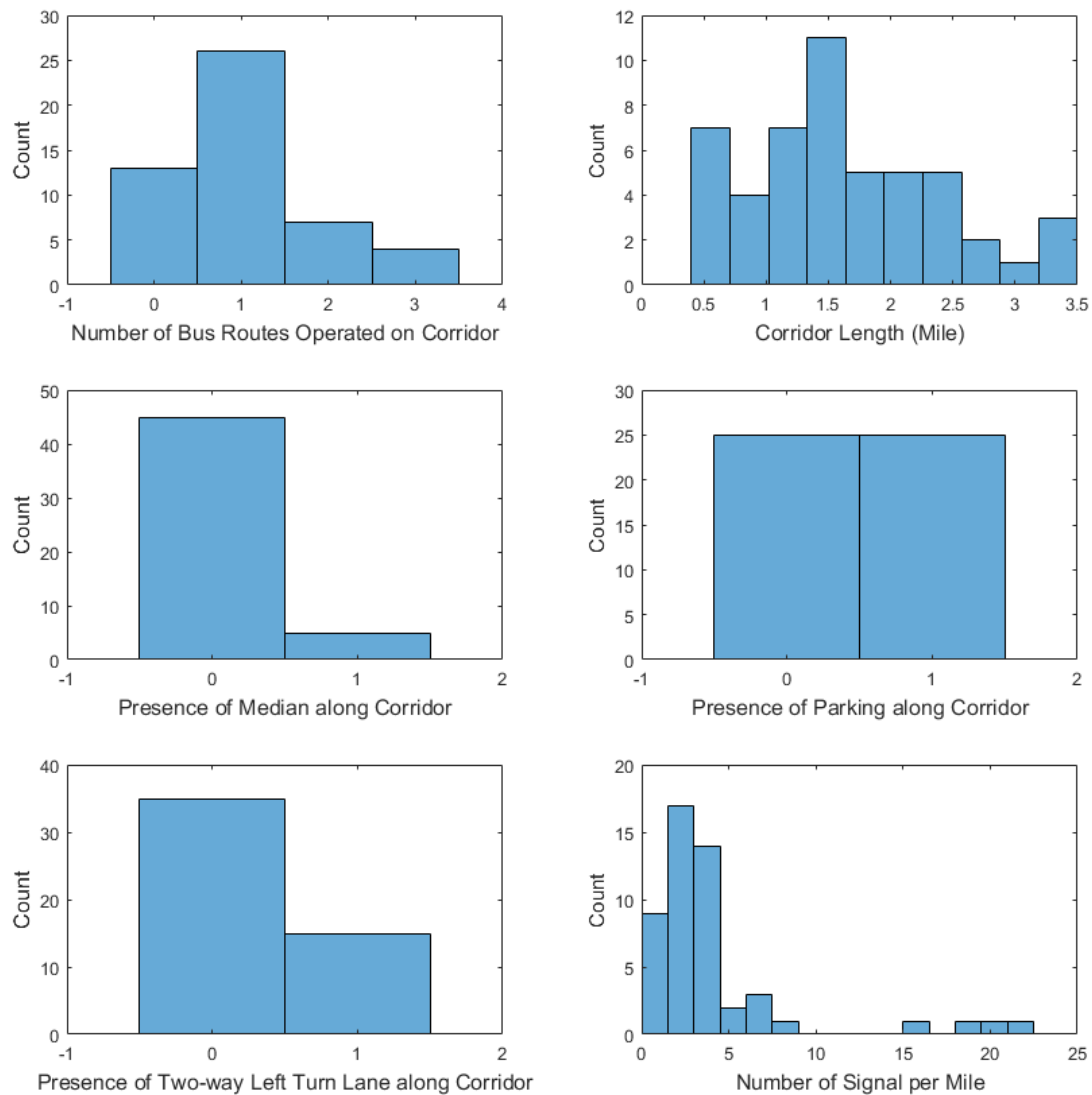 30
25
20
15
10
5
0
Count
-1 0 1 2 3 4
Number of Bus Routes Operated on Corridor
12
10
8
6
4
2
0
Count
0 0.5 1 1.5 2 2.5 3 3.5
Corridor Length (Mile)
50
40
30
20
10
0
Count
-1 0 1 2
Presence of Median along Corridor
30
25
20
15
10
5
0
Count
-1 0 1 2
Presence of Parking along Corridor
40
30
20
10
0
Count
-1 0 1 2
Presence of Two-way Left Turn Lane along Corridor
20
15
10
5
0
Count
0 5 10 15 20 25
Number of Signal per Mile